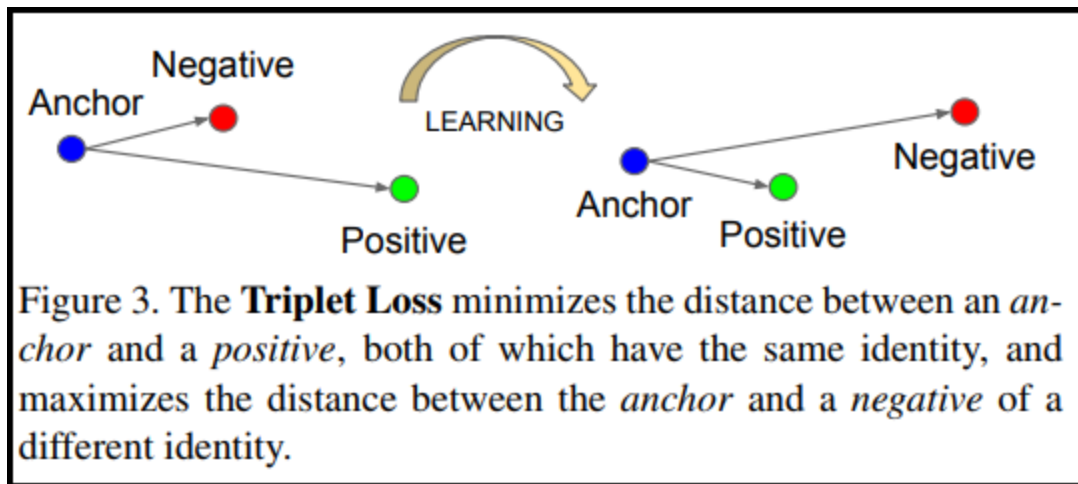 Negative
Anchor
Positive
LEARNING
Anchor
Positive
Negative
Figure 3. The Triplet Loss minimizes the distance between an an-
chor and a positive, both of which have the same identity, and
maximizes the distance between the anchor and a negative of a
different identity.